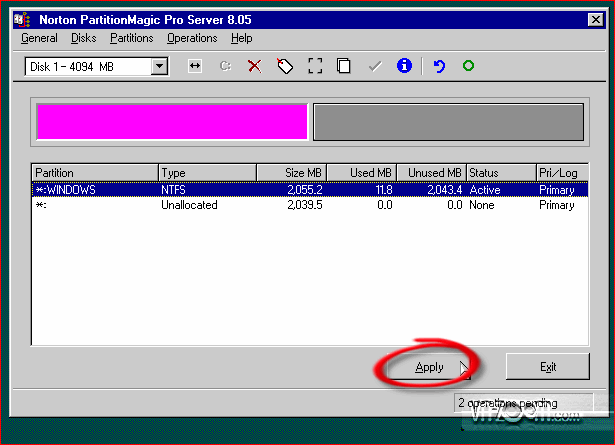 Norton PartitionMagic Pro Server 8.05
General Disks Partitions Operations Help
Disk 1 - 4094 MB
C:
Partition Type Size MB Used MB Unused MB Status Pri/Log
*:WINDOWS NTFS 2,055.2 11.8 2,043.4 Active Primary
*: Unallocated 2,039.5 0.0 0.0 None Primary
Apply Exit
2 operations pending